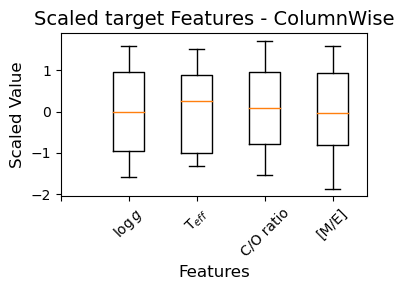 Scaled target Features - ColumnWise
Scaled Value
1
0
−1
−2
log g
T_eff
C/O ratio
[M/E]
Features